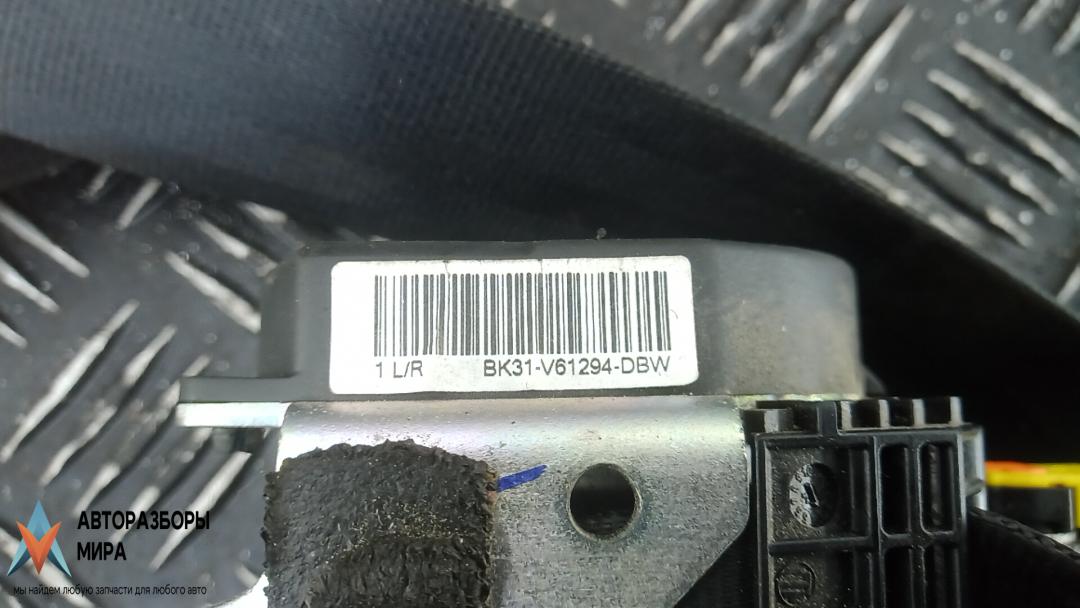 1 L/R BK31-V61294-DBW
АВТОРАЗБОРЫ
МИРА
мы найдем любую запчасти для любого авто